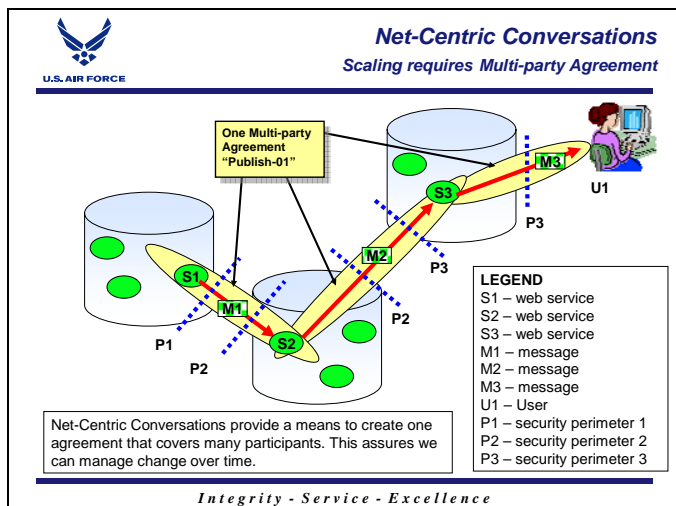 Net-Centric Conversations
Scaling requires Multi-party Agreement
U.S. AIR FORCE
One Multi-party
Agreement
“Publish-01”
M3
U1
S3
P3
M2
P3
S1
M1
P2
P1
S2
P2
LEGEND
S1 – web service
S2 – web service
S3 – web service
M1 – message
M2 – message
M3 – message
U1 – User
P1 – security perimeter 1
P2 – security perimeter 2
P3 – security perimeter 3
Net-Centric Conversations provide a means to create one
agreement that covers many participants. This assures we
can manage change over time.
Integrity - Service - Excellence